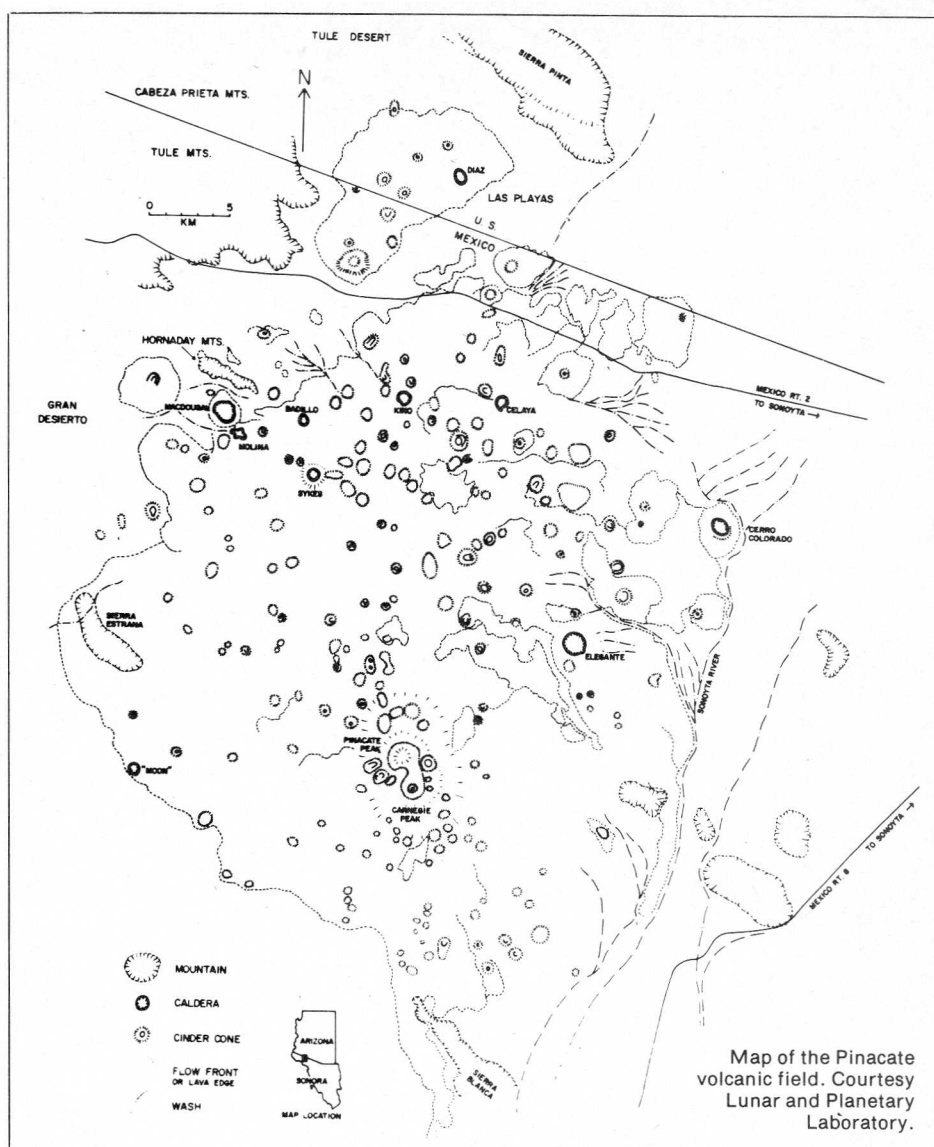 TULE DESERT
SIERRA PINTA
N
CABEZA PRIETA MTS.
TULE MTS.
DIAZ
LAS PLAYAS
0 5
KM
U.S.
MEXICO
HORNADAY MTS.
MEXICO RT. 2
TO SONOYTA →
GRAN
DESIERTO
MACDOUGAL
BADILLO
KINO
CELAYA
MOLINA
SYKES
CERRO
COLORADO
SIERRA
ESTRANA
ELEGANTE
SONOYTA RIVER
PINACATE
PEAK
"MOON"
CARNEGIE
PEAK
MEXICO RT. 8
TO SONOYTA →
MOUNTAIN
CALDERA
CINDER CONE
FLOW FRONT
OR LAVA EDGE
WASH
ARIZONA
SONORA
MAP LOCATION
SIERRA
BLANCA
Map of the Pinacate
volcanic field. Courtesy
Lunar and Planetary
Laboratory.